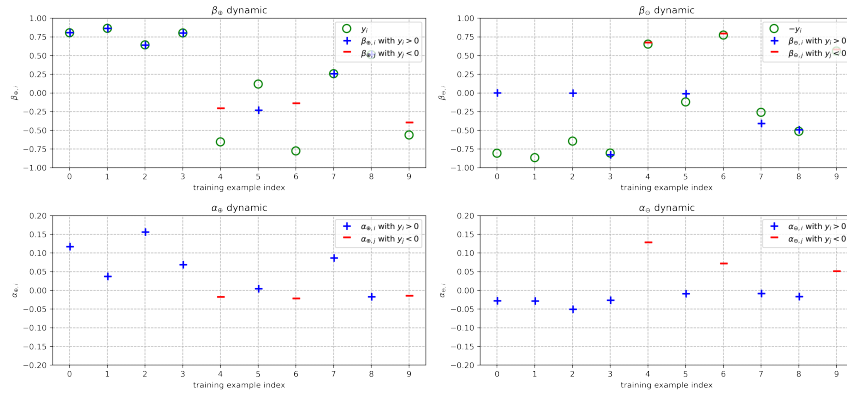 β⊕ dynamic
1.00
0.75
0.50
0.25
0.00
−0.25
−0.50
−0.75
−1.00
β⊕,i
0 1 2 3 4 5 6 7 8 9
training example index
yi
β⊕,i with yi > 0
β⊕,j with yj < 0
β⊖ dynamic
1.00
0.75
0.50
0.25
0.00
−0.25
−0.50
−0.75
−1.00
β⊖,i
0 1 2 3 4 5 6 7 8 9
training example index
−yi
β⊖,i with yi > 0
β⊖,j with yj < 0
α⊕ dynamic
0.20
0.15
0.10
0.05
0.00
−0.05
−0.10
−0.15
−0.20
α⊕,i
0 1 2 3 4 5 6 7 8 9
training example index
α⊕,i with yi > 0
α⊕,j with yj < 0
α⊖ dynamic
0.20
0.15
0.10
0.05
0.00
−0.05
−0.10
−0.15
−0.20
α⊖,i
0 1 2 3 4 5 6 7 8 9
training example index
α⊖,i with yi > 0
α⊖,j with yj < 0